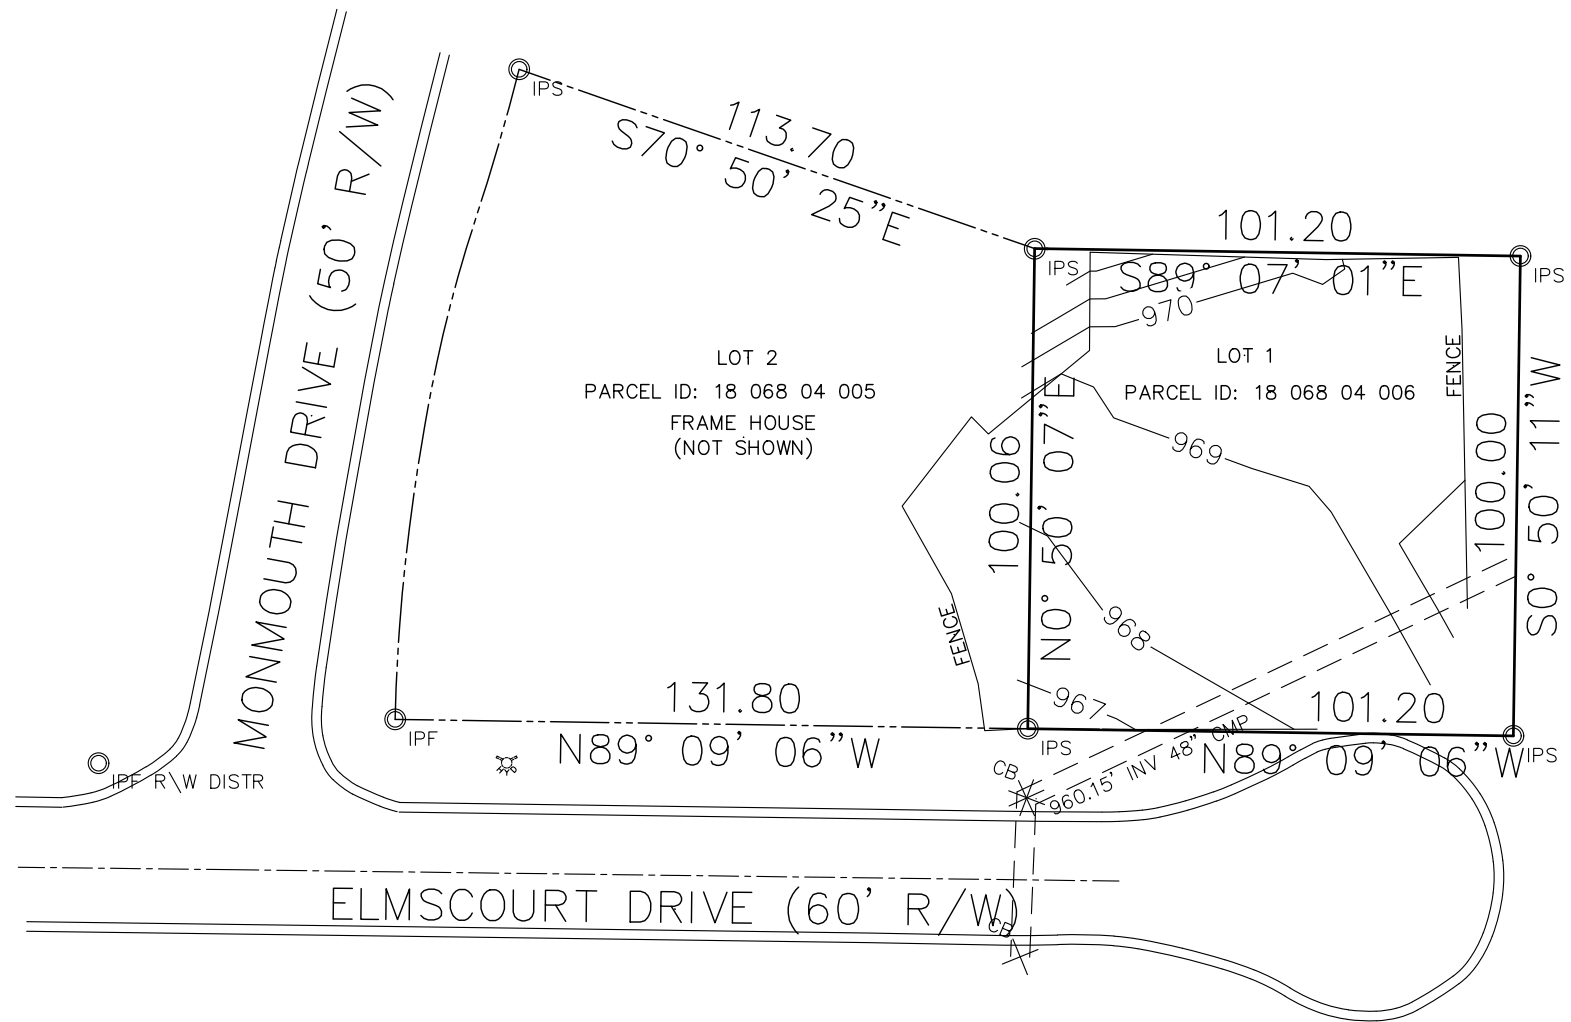 IPS
113.70
S70° 50' 25"E
101.20
IPS
S89° 07' 01"E
IPS
970
MONMOUTH DRIVE (50' R/W)
LOT 2
PARCEL ID: 18 068 04 005
FRAME HOUSE
(NOT SHOWN)
LOT 1
PARCEL ID: 18 068 04 006
FENCE
969
100.06
N0° 50' 07"E
100.00
S0° 50' 11"W
968
FENCE
967
131.80
N89° 09' 06"W
101.20
N89° 09' 06"W
IPF
IPS
IPS
IPF R\W DISTR
CB
960.15' INV 48" CMP
ELMSCOURT DRIVE (60' R/W)
CB